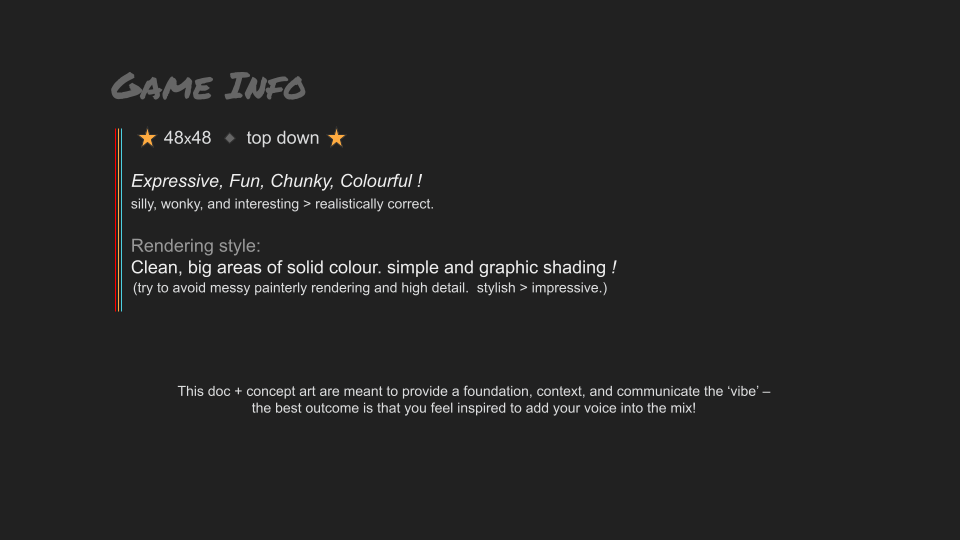 Game Info
48x48 ◆ top down
Expressive, Fun, Chunky, Colourful !
silly, wonky, and interesting > realistically correct.
Rendering style:
Clean, big areas of solid colour. simple and graphic shading !
(try to avoid messy painterly rendering and high detail.  stylish > impressive.)
This doc + concept art are meant to provide a foundation, context, and communicate the ‘vibe’ –
the best outcome is that you feel inspired to add your voice into the mix!